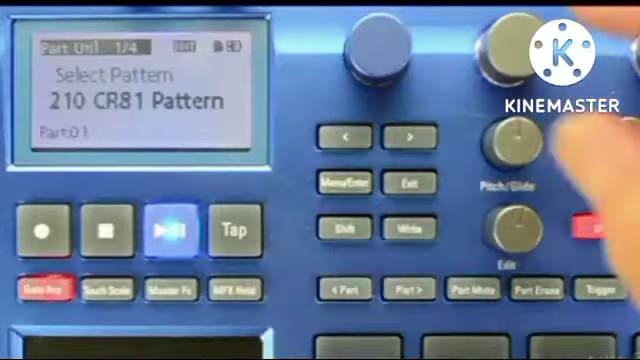 Part Util 1/4
Select Pattern
210 CR81 Pattern
Part:01
K
KINEMASTER
<
>
Menu/Enter
Exit
Pitch/Glide
Tap
Shift
Write
Edit
Gate Arp
Touch Scale
Master Fx
MFX Hold
< Part
Part >
Part Mute
Part Erase
Trigger